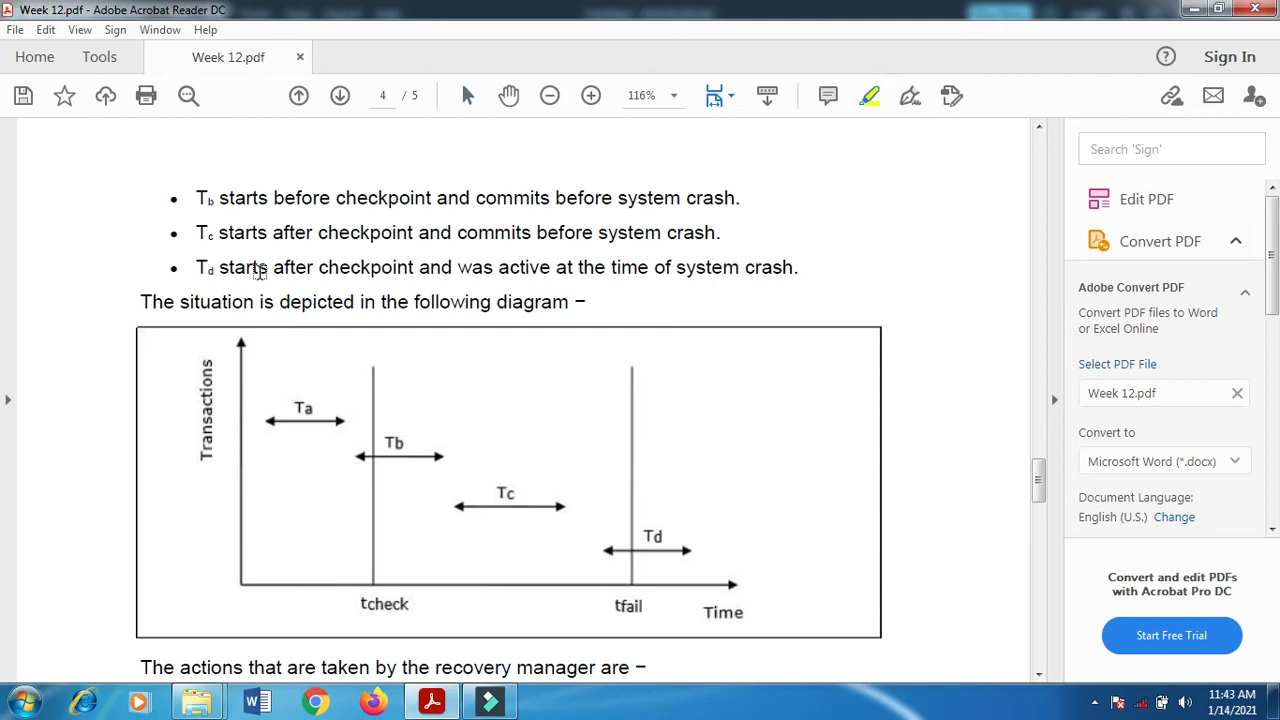 Week 12.pdf - Adobe Acrobat Reader DC
File Edit View Sign Window Help
Home Tools Week 12.pdf × ? Sign In
4 / 5 116%
Tb starts before checkpoint and commits before system crash.
Tc starts after checkpoint and commits before system crash.
Td starts after checkpoint and was active at the time of system crash.
The situation is depicted in the following diagram −
Transactions
Ta
Tb
Tc
Td
tcheck
tfail
Time
The actions that are taken by the recovery manager are −
Search 'Sign'
Edit PDF
Convert PDF
Adobe Convert PDF
Convert PDF files to Word
or Excel Online
Select PDF File
Week 12.pdf
Convert to
Microsoft Word (*.docx)
Document Language:
English (U.S.) Change
Convert and edit PDFs
with Acrobat Pro DC
Start Free Trial
11:43 AM
1/14/2021